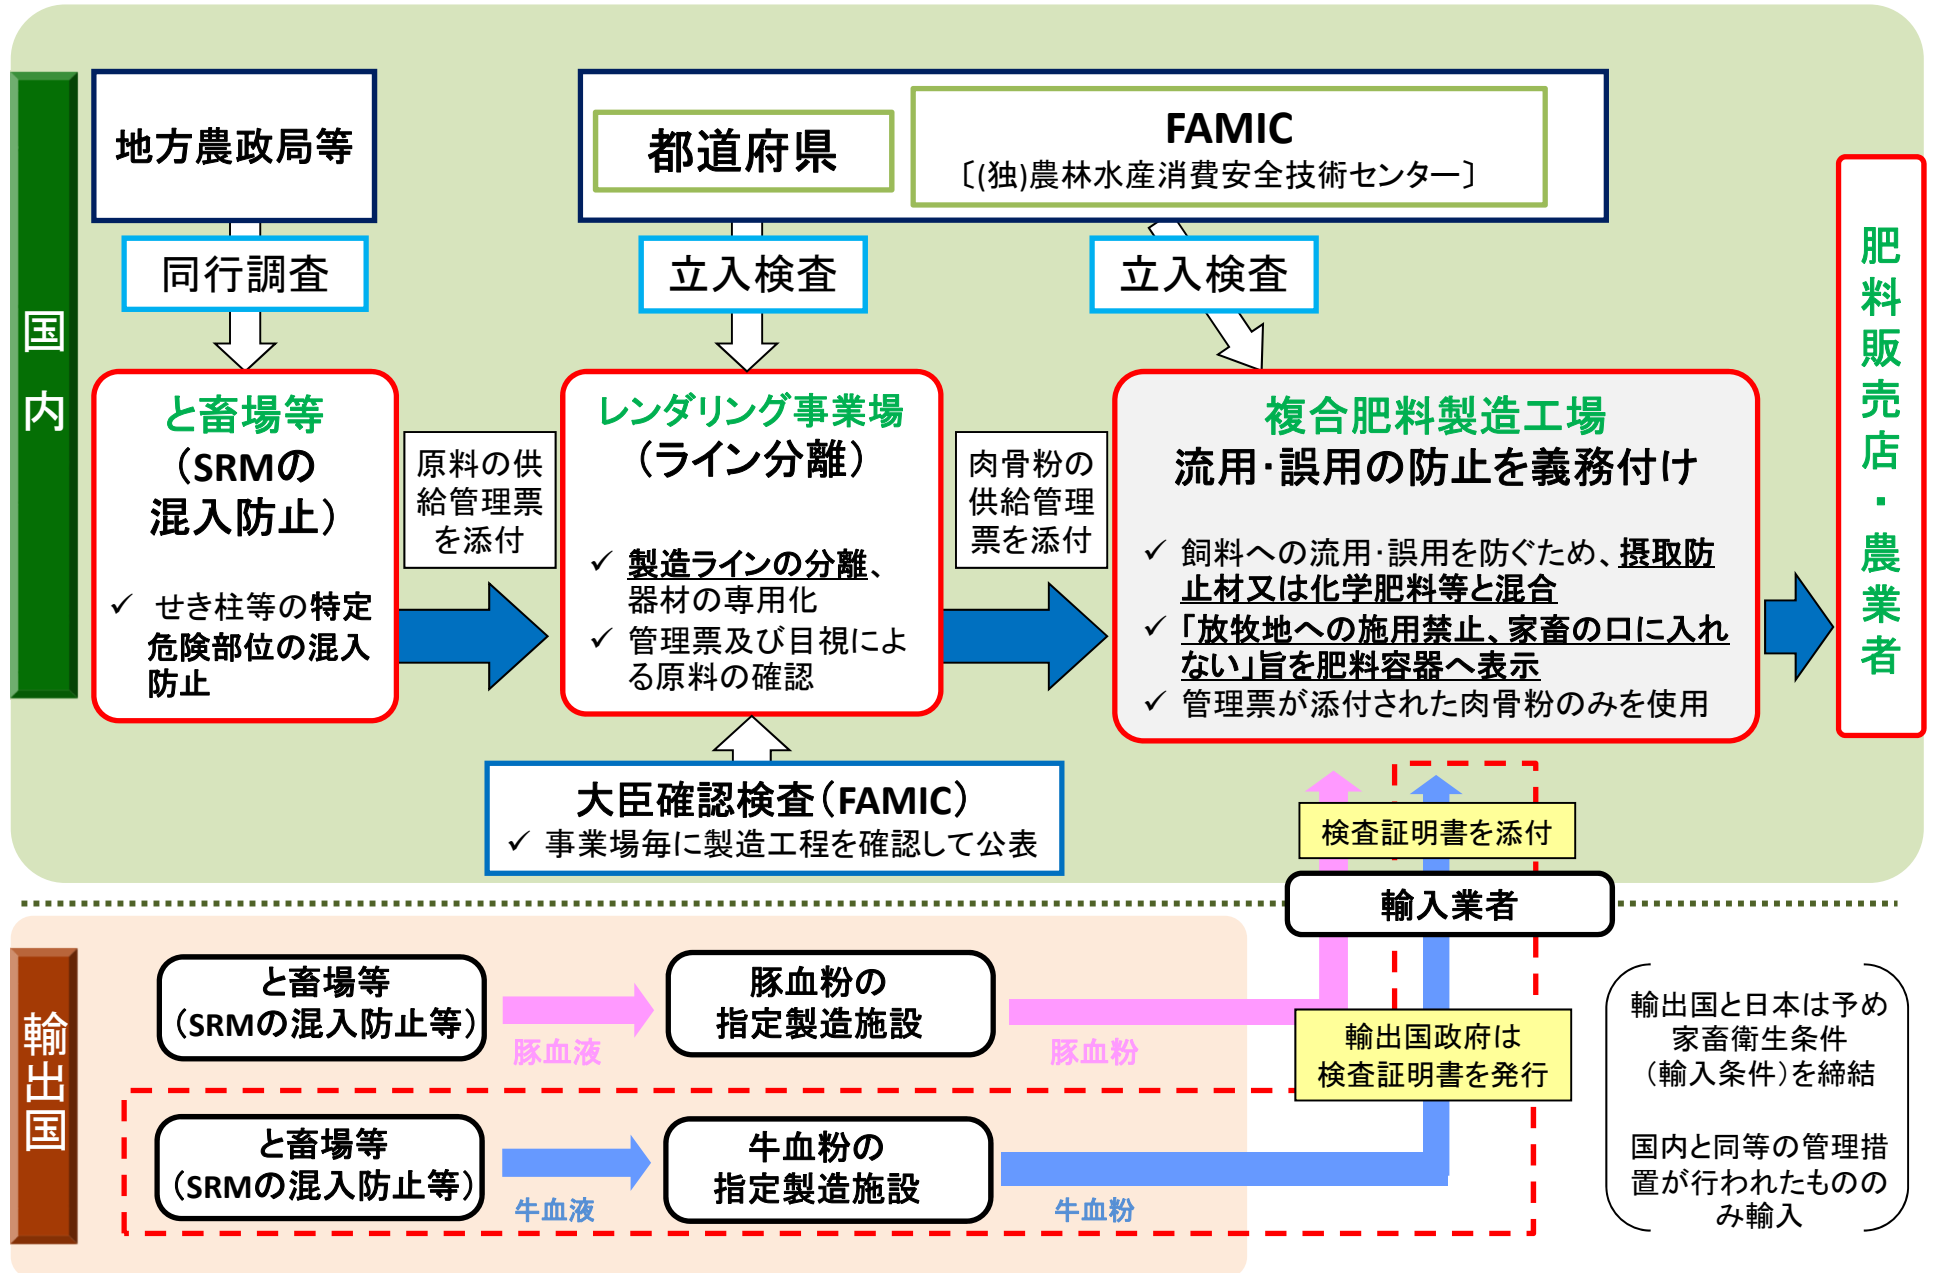 国内
地方農政局等
都道府県
FAMIC
〔(独)農林水産消費安全技術センター〕
同行調査
立入検査
立入検査
と畜場等
（SRMの
混入防止）
✓ せき柱等の特定
危険部位の混入
防止
原料の供
給管理票
を添付
レンダリング事業場
（ライン分離）
✓ 製造ラインの分離、
器材の専用化
✓ 管理票及び目視によ
る原料の確認
肉骨粉の
供給管理
票を添付
複合肥料製造工場
流用・誤用の防止を義務付け
✓ 飼料への流用・誤用を防ぐため、摂取防
止材又は化学肥料等と混合
✓ 「放牧地への施用禁止、家畜の口に入れ
ない」旨を肥料容器へ表示
✓ 管理票が添付された肉骨粉のみを使用
肥料販売店・農業者
大臣確認検査（FAMIC）
✓ 事業場毎に製造工程を確認して公表
検査証明書を添付
輸入業者
輸出国
と畜場等
（SRMの混入防止等）
豚血液
豚血粉の
指定製造施設
豚血粉
輸出国政府は
検査証明書を発行
と畜場等
（SRMの混入防止等）
牛血液
牛血粉の
指定製造施設
牛血粉
輸出国と日本は予め
家畜衛生条件
（輸入条件）を締結
国内と同等の管理措
置が行われたものの
み輸入